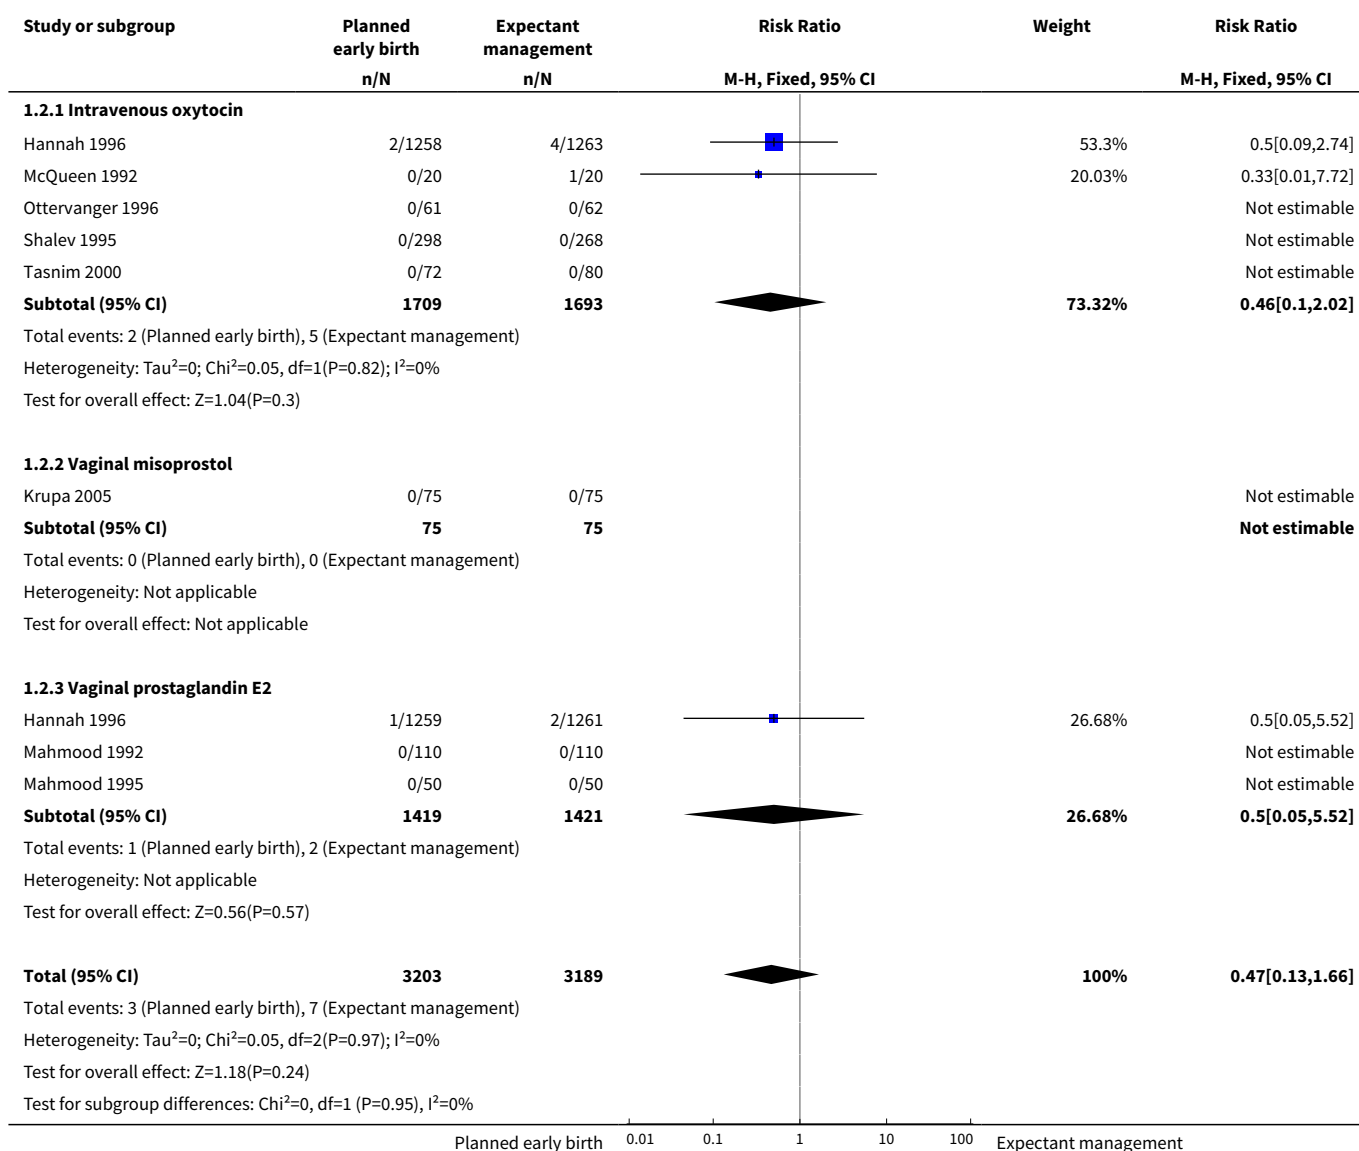 Study or subgroup Planned early birth Expectant management Risk Ratio Weight Risk Ratio
n/N n/N M-H, Fixed, 95% CI M-H, Fixed, 95% CI
1.2.1 Intravenous oxytocin
Hannah 1996 2/1258 4/1263 53.3% 0.5[0.09,2.74]
McQueen 1992 0/20 1/20 20.03% 0.33[0.01,7.72]
Ottervanger 1996 0/61 0/62 Not estimable
Shalev 1995 0/298 0/268 Not estimable
Tasnim 2000 0/72 0/80 Not estimable
Subtotal (95% CI) 1709 1693 73.32% 0.46[0.1,2.02]
Total events: 2 (Planned early birth), 5 (Expectant management)
Heterogeneity: Tau²=0; Chi²=0.05, df=1(P=0.82); I²=0%
Test for overall effect: Z=1.04(P=0.3)
1.2.2 Vaginal misoprostol
Krupa 2005 0/75 0/75 Not estimable
Subtotal (95% CI) 75 75 Not estimable
Total events: 0 (Planned early birth), 0 (Expectant management)
Heterogeneity: Not applicable
Test for overall effect: Not applicable
1.2.3 Vaginal prostaglandin E2
Hannah 1996 1/1259 2/1261 26.68% 0.5[0.05,5.52]
Mahmood 1992 0/110 0/110 Not estimable
Mahmood 1995 0/50 0/50 Not estimable
Subtotal (95% CI) 1419 1421 26.68% 0.5[0.05,5.52]
Total events: 1 (Planned early birth), 2 (Expectant management)
Heterogeneity: Not applicable
Test for overall effect: Z=0.56(P=0.57)
Total (95% CI) 3203 3189 100% 0.47[0.13,1.66]
Total events: 3 (Planned early birth), 7 (Expectant management)
Heterogeneity: Tau²=0; Chi²=0.05, df=2(P=0.97); I²=0%
Test for overall effect: Z=1.18(P=0.24)
Test for subgroup differences: Chi²=0, df=1 (P=0.95), I²=0%
Planned early birth 0.01 0.1 1 10 100 Expectant management